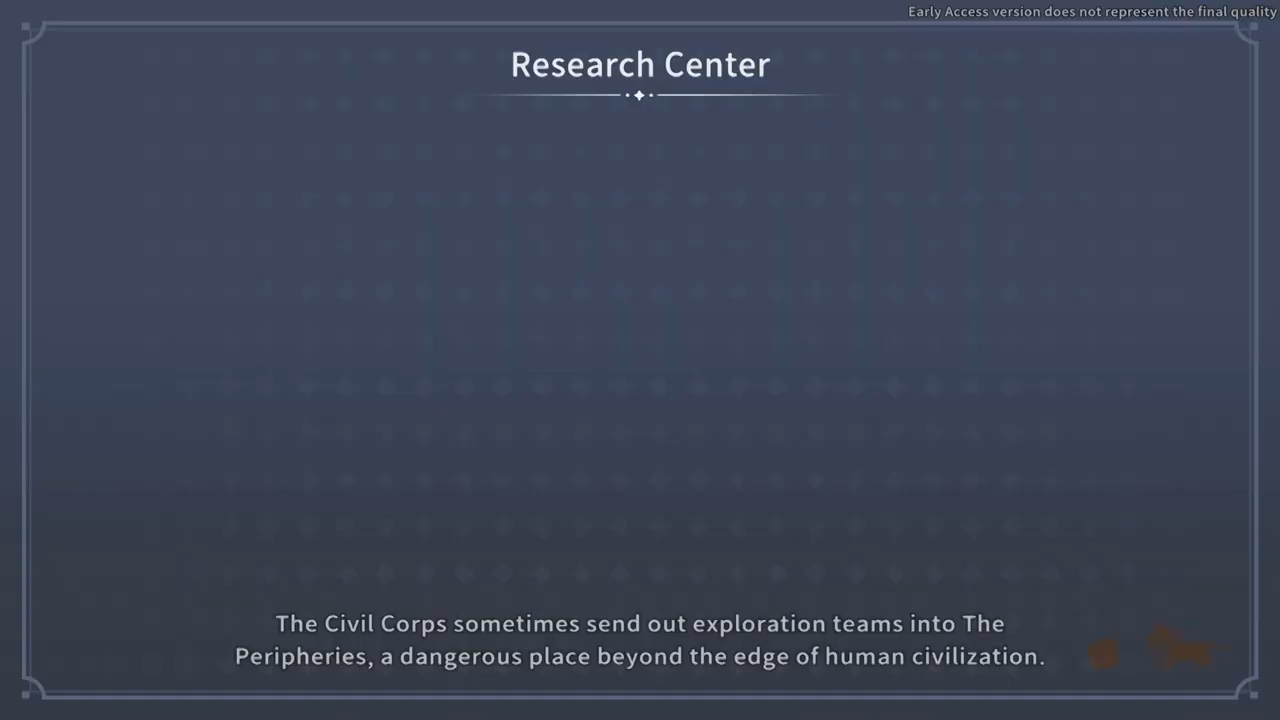 Early Access version does not represent the final quality
Research Center
The Civil Corps sometimes send out exploration teams into The
Peripheries, a dangerous place beyond the edge of human civilization.